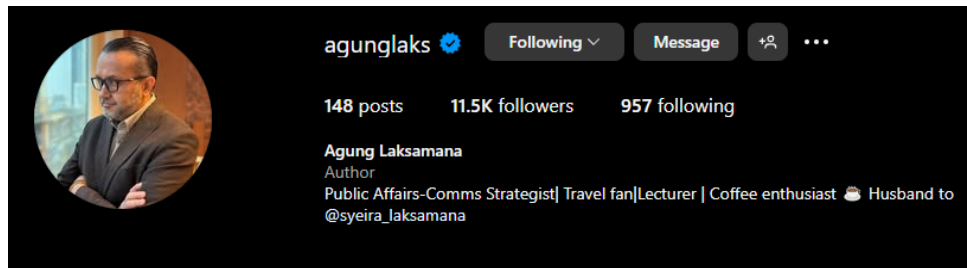 agunglaks
Following
Message
148 posts
11.5K followers
957 following
Agung Laksamana
Author
Public Affairs-Comms Strategist| Travel fan|Lecturer | Coffee enthusiast ☕ Husband to
@syeira_laksamana